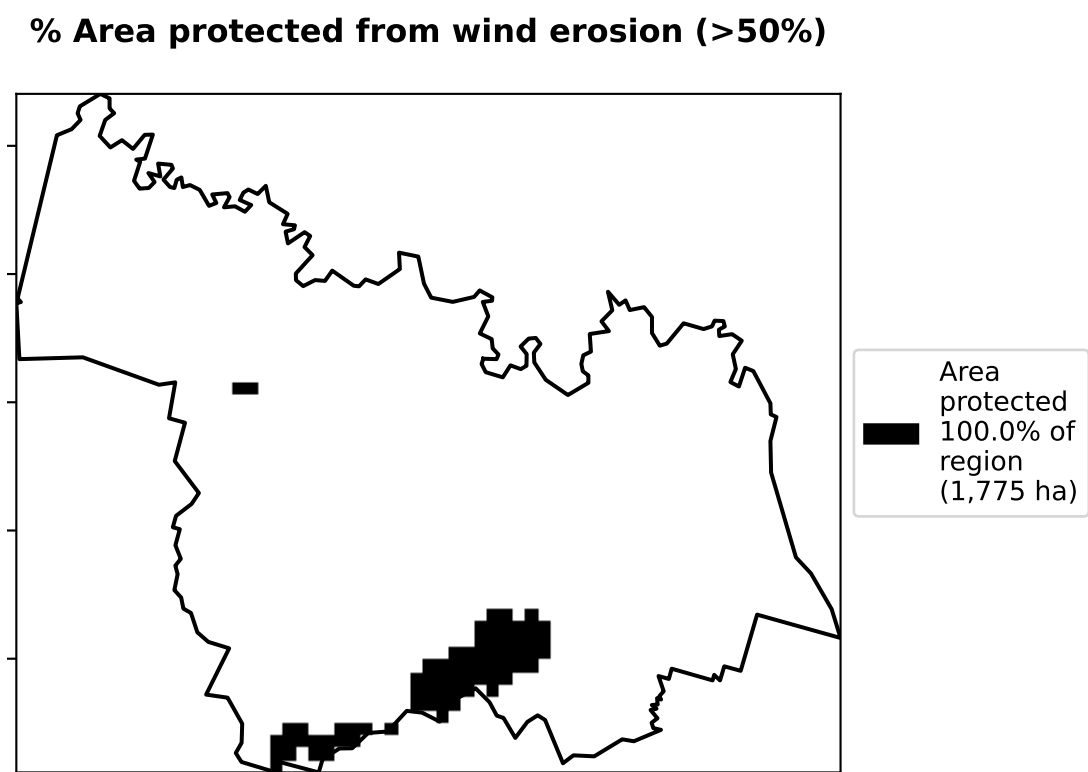 % Area protected from wind erosion (>50%)
Area
protected
100.0% of
region
(1,775 ha)